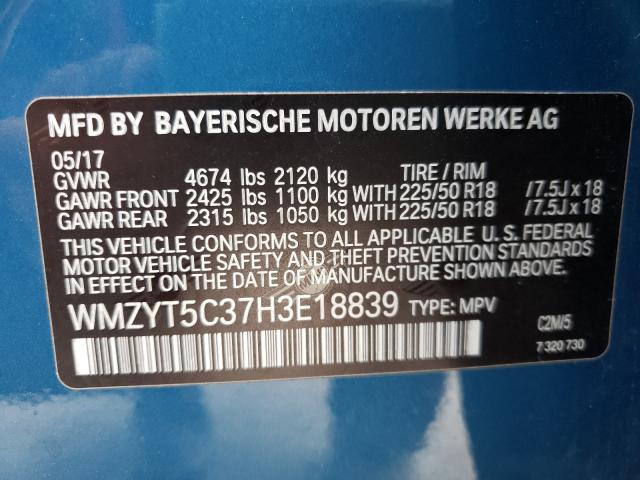 MFD BY BAYERISCHE MOTOREN WERKE AG
05/17
GVWR 4674 lbs 2120 kg TIRE / RIM
GAWR FRONT 2425 lbs 1100 kg WITH 225/50 R18 /7.5J x 18
GAWR REAR 2315 lbs 1050 kg WITH 225/50 R18 /7.5J x 18
THIS VEHICLE CONFORMS TO ALL APPLICABLE U.S. FEDERAL
MOTOR VEHICLE SAFETY AND THEFT PREVENTION STANDARDS
IN EFFECT ON THE DATE OF MANUFACTURE SHOWN ABOVE.
WMZYT5C37H3E18839 TYPE: MPV
C2M/5
7 320 730